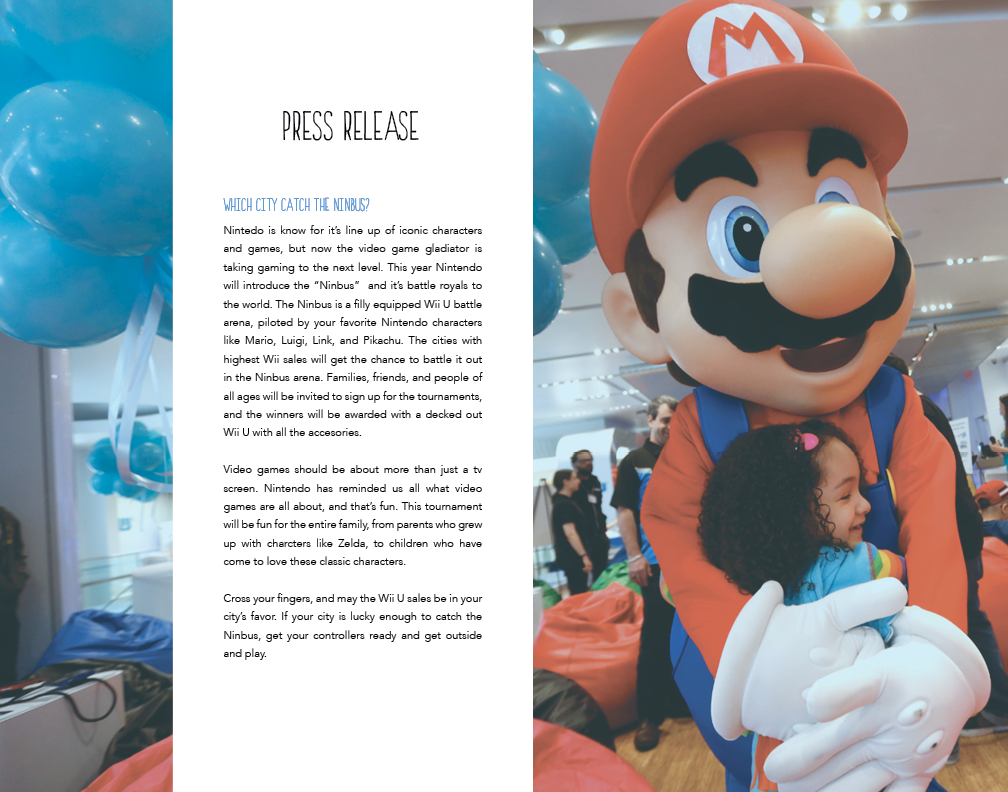 M
PRESS RELEASE
WHICH CITY CATCH THE NINBUS?
Nintedo is know for it's line up of iconic characters
and games, but now the video game gladiator is
taking gaming to the next level. This year Nintendo
will introduce the “Ninbus”  and it's battle royals to
the world. The Ninbus is a filly equipped Wii U battle
arena, piloted by your favorite Nintendo characters
like Mario, Luigi, Link, and Pikachu. The cities with
highest Wii sales will get the chance to battle it out
in the Ninbus arena. Families, friends, and people of
all ages will be invited to sign up for the tournaments,
and the winners will be awarded with a decked out
Wii U with all the accesories.
Video games should be about more than just a tv
screen. Nintendo has reminded us all what video
games are all about, and that's fun. This tournament
will be fun for the entire family, from parents who grew
up with charcters like Zelda, to children who have
come to love these classic characters.
Cross your fingers, and may the Wii U sales be in your
city's favor. If your city is lucky enough to catch the
Ninbus, get your controllers ready and get outside
and play.